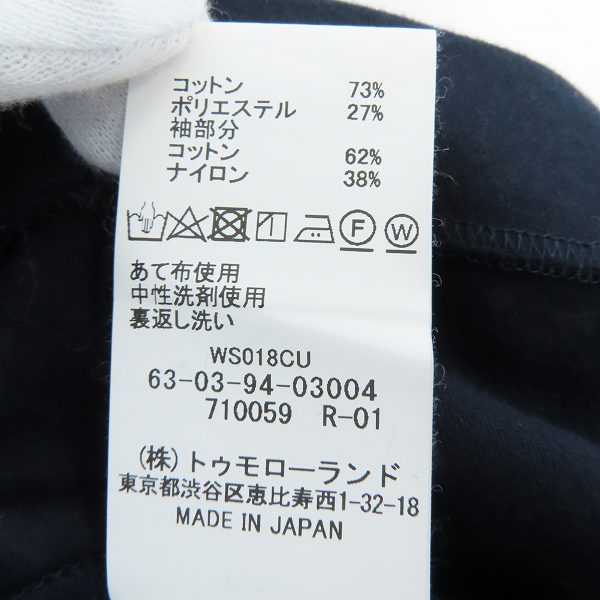 コットン 73%
ポリエステル 27%
袖部分
コットン 62%
ナイロン 38%
F W
あて布使用
中性洗剤使用
裏返し洗い
WS018CU
63-03-94-03004
710059 R-01
(株)トゥモローランド
東京都渋谷区恵比寿西1-32-18
MADE IN JAPAN